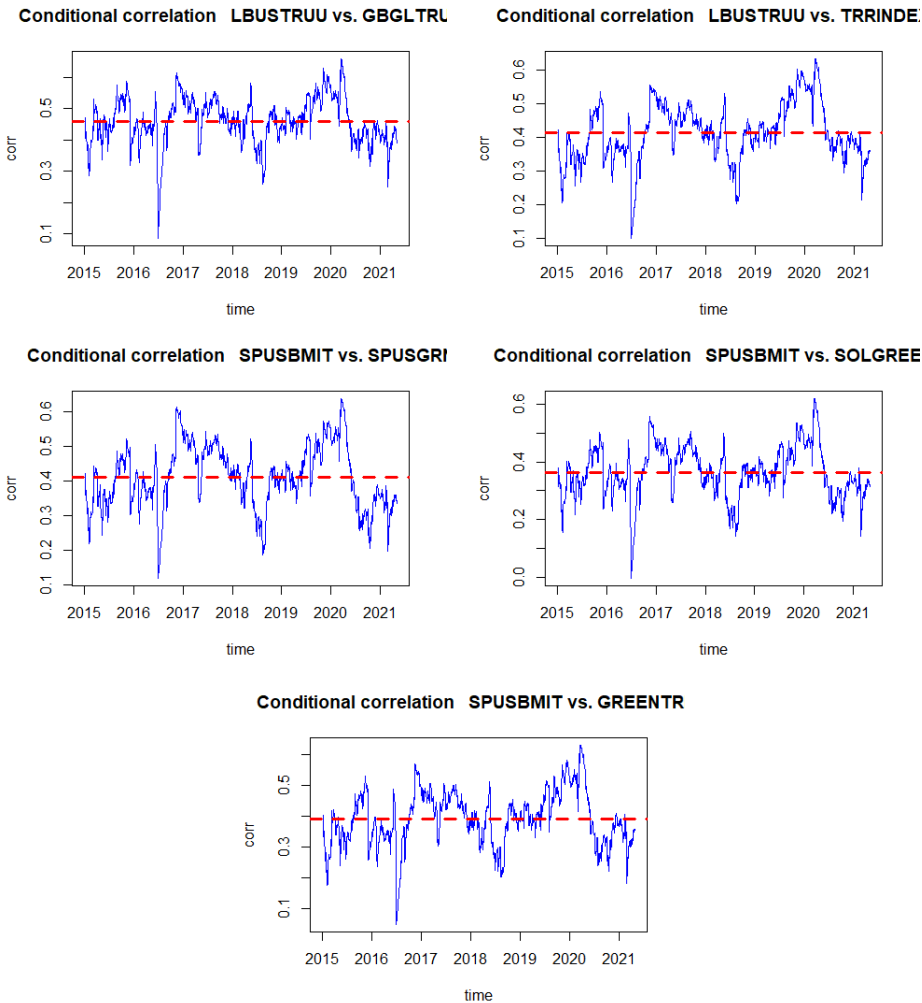 Conditional correlation LBUSTRUU vs. GBGLTRU
corr
0.1 0.3 0.5
2015 2016 2017 2018 2019 2020 2021
time
Conditional correlation LBUSTRUU vs. TRRINDEX
corr
0.1 0.2 0.3 0.4 0.5 0.6
2015 2016 2017 2018 2019 2020 2021
time
Conditional correlation SPUSBMIT vs. SPUSGRN
corr
0.1 0.2 0.3 0.4 0.5 0.6
2015 2016 2017 2018 2019 2020 2021
time
Conditional correlation SPUSBMIT vs. SOLGREE
corr
0.0 0.2 0.4 0.6
2015 2016 2017 2018 2019 2020 2021
time
Conditional correlation SPUSBMIT vs. GREENTR
corr
0.1 0.3 0.5
2015 2016 2017 2018 2019 2020 2021
time